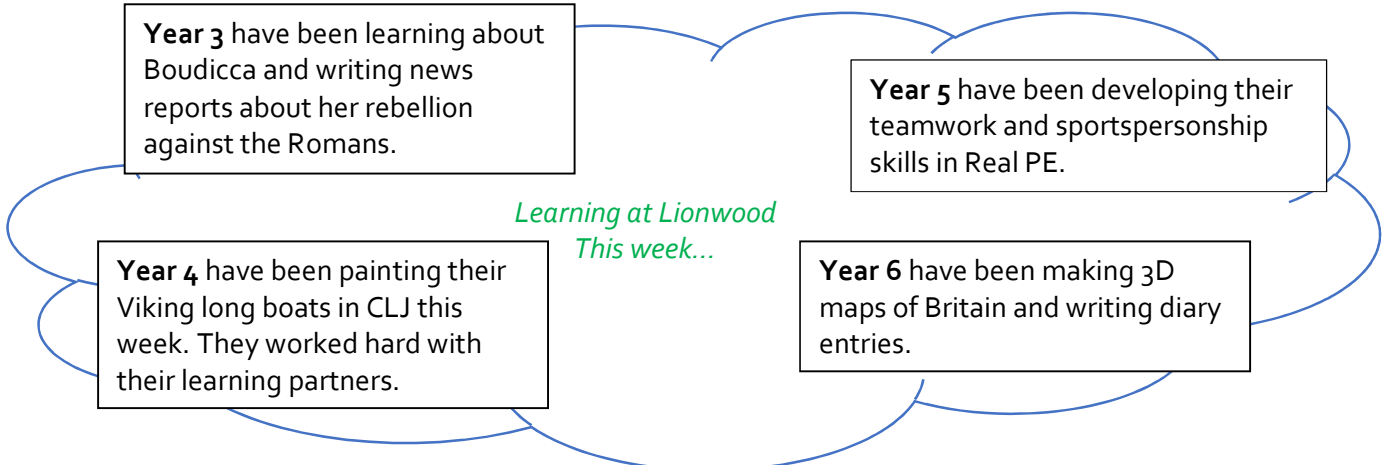 Year 3 have been learning about
Boudicca and writing news
reports about her rebellion
against the Romans.
Year 5 have been developing their
teamwork and sportspersonship
skills in Real PE.
Learning at Lionwood
This week...
Year 4 have been painting their
Viking long boats in CLJ this
week. They worked hard with
their learning partners.
Year 6 have been making 3D
maps of Britain and writing diary
entries.